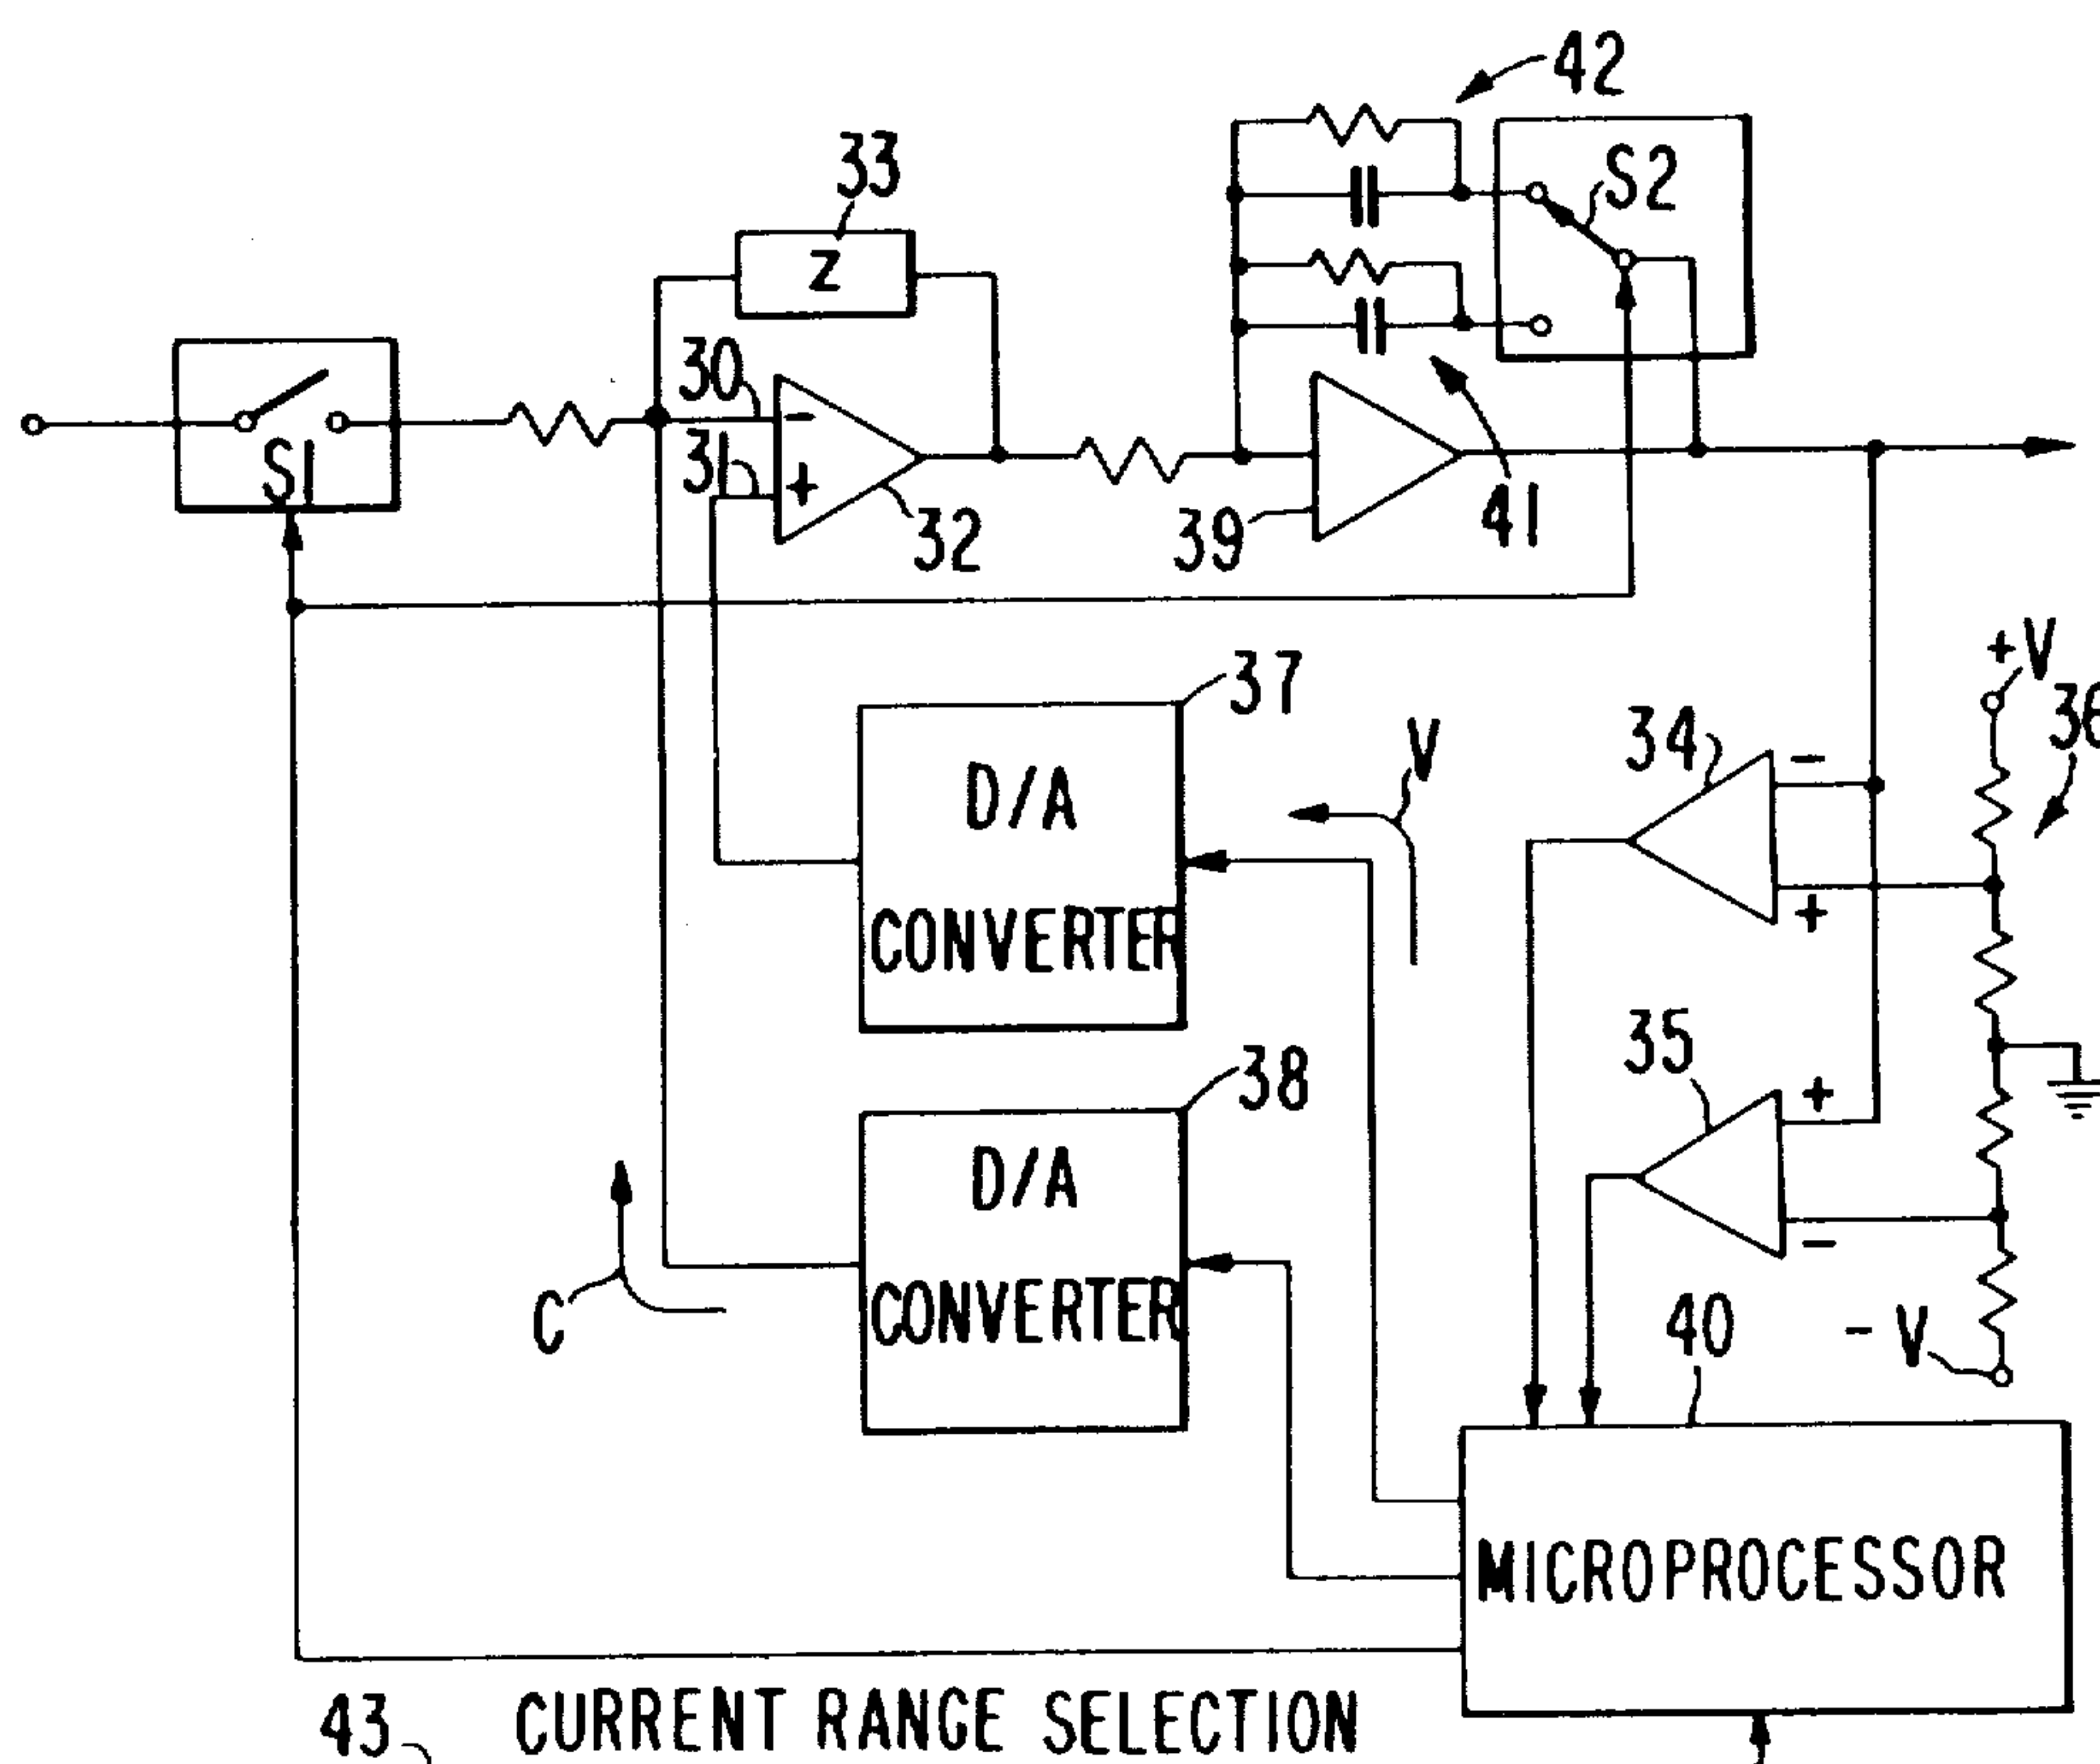 42
33
S2
Z
30
-
S1
31
+
32
39
41
+V
37
36
34
-
V
D/A
CONVERTER
+
35
+
38
D/A
CONVERTER
-
C
40
- V
MICROPROCESSOR
43
CURRENT RANGE SELECTION